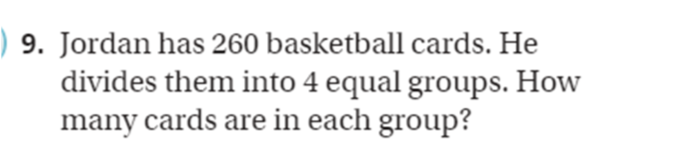 9. Jordan has 260 basketball cards. He
divides them into 4 equal groups. How
many cards are in each group?